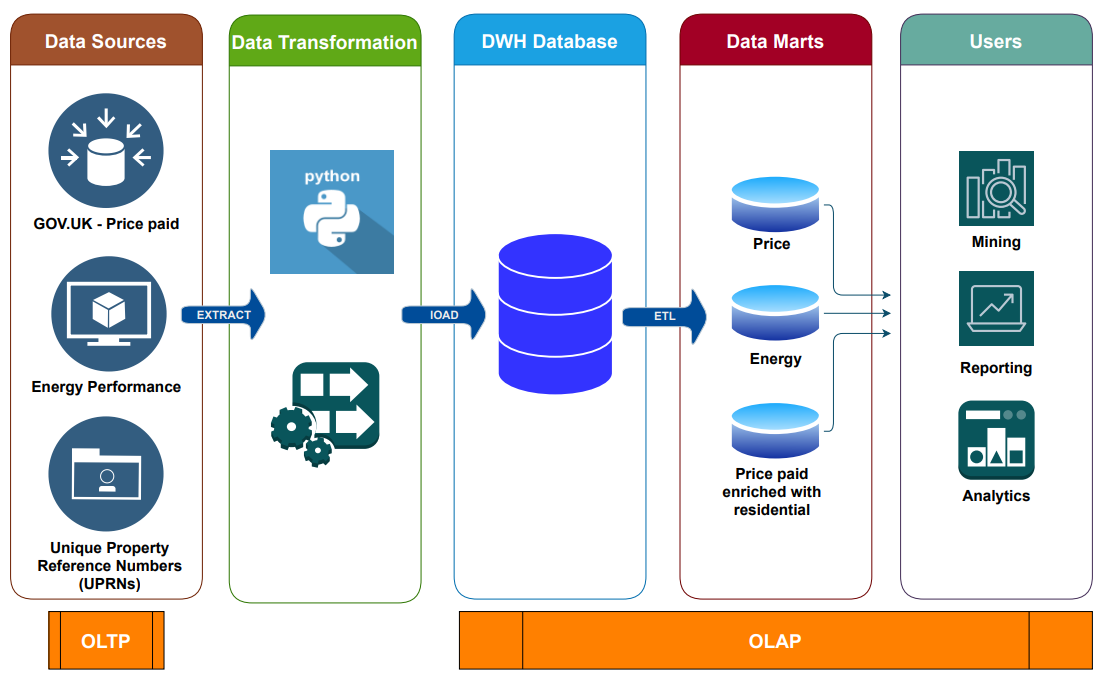 Data Sources
Data Transformation
DWH Database
Data Marts
Users
GOV.UK - Price paid
Energy Performance
Unique Property
Reference Numbers
(UPRNs)
EXTRACT
python
lOAD
ETL
Price
Energy
Price paid
enriched with
residential
Mining
Reporting
Analytics
OLTP
OLAP